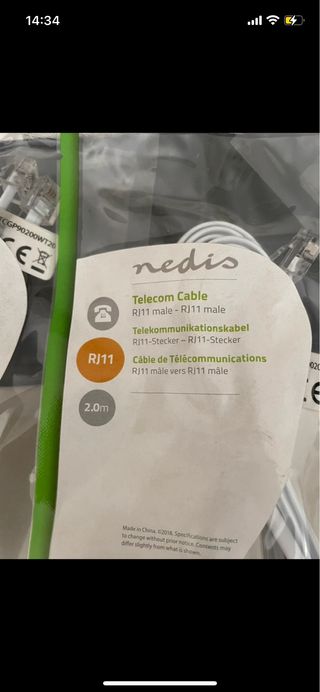 14:34
TCGP90200WT20
CE
nedis
Telecom Cable
RJ11 male - RJ11 male
Telekommunikationskabel
RJ11-Stecker – RJ11-Stecker
RJ11
Câble de Télécommunications
RJ11 mâle vers RJ11 mâle
2.0m
Made in China, ©2018, Specifications are subject
to change without prior notice. Contents may
differ slightly from what is shown.